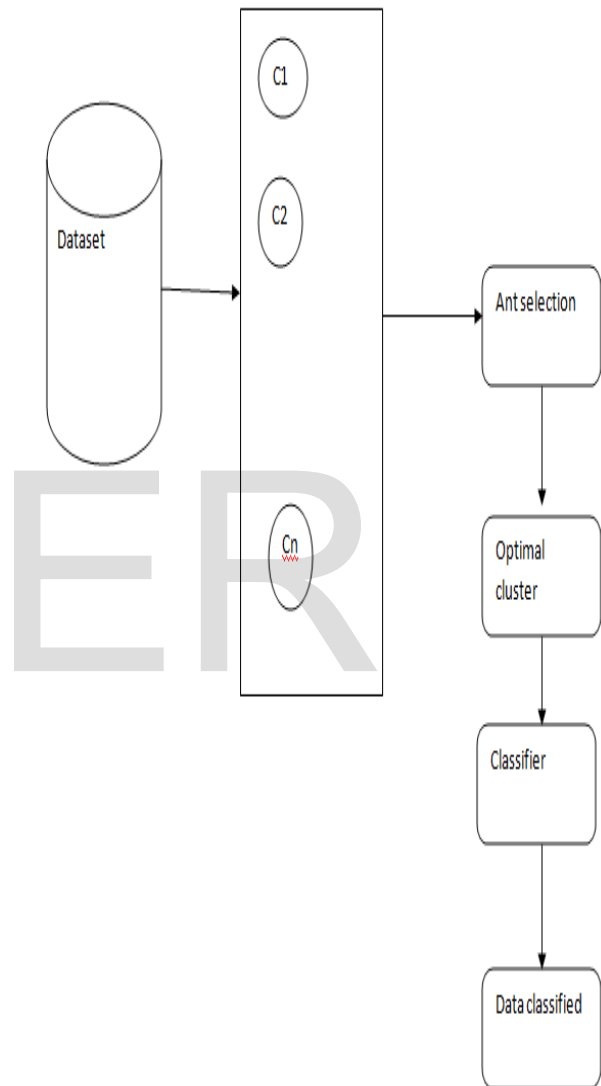 C1
Dataset
C2
Ant selection
ER
Cn
Optimal
cluster
Classifier
Data classified